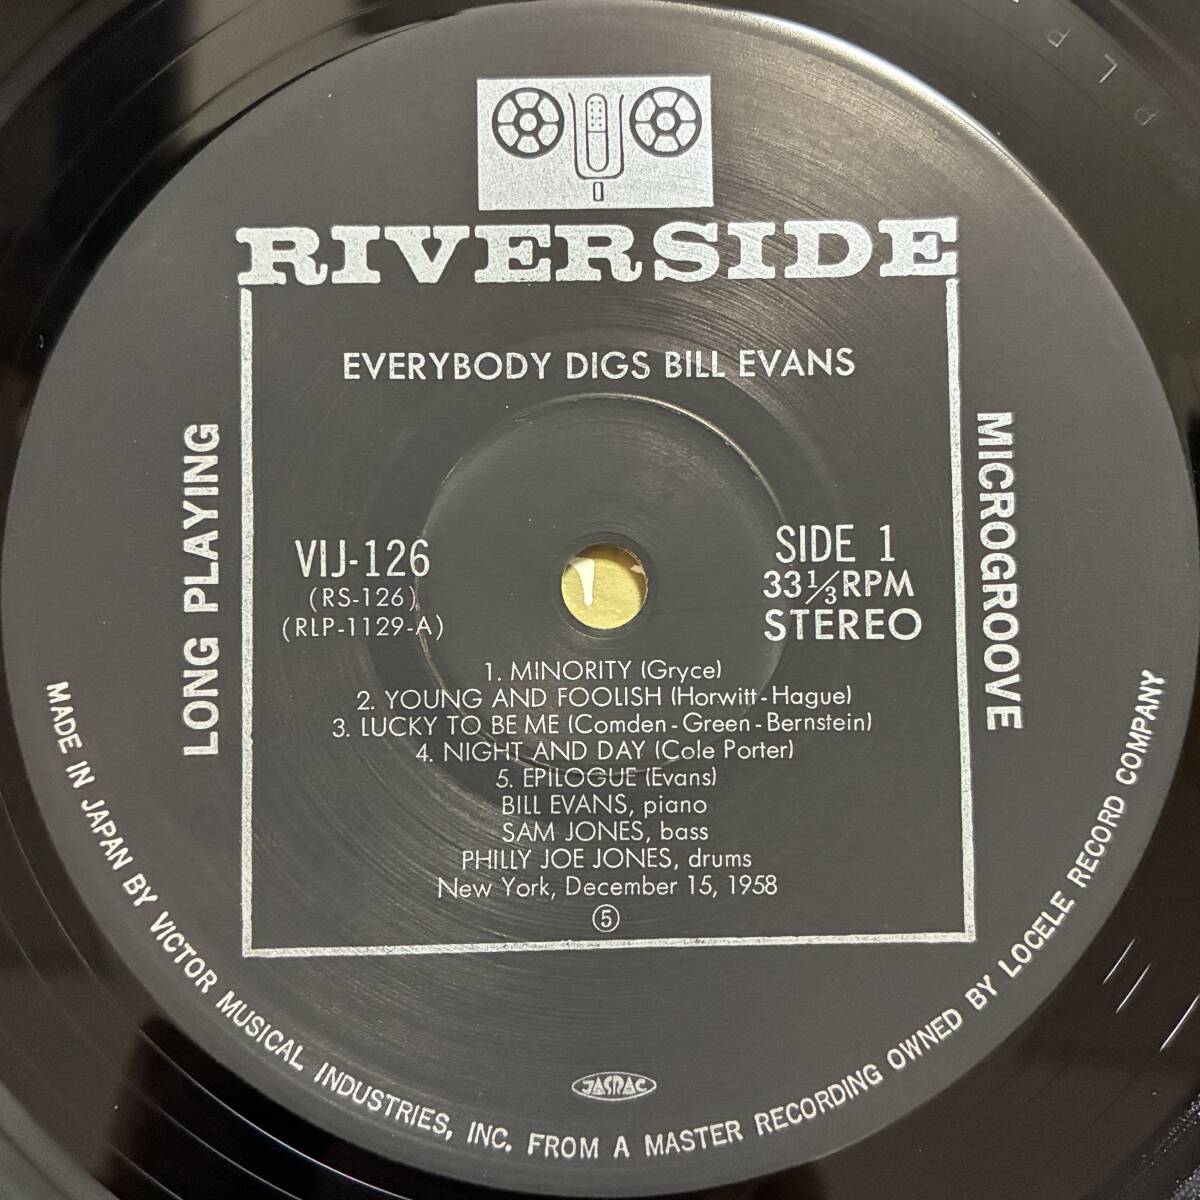 RIVERSIDE
EVERYBODY DIGS BILL EVANS
LONG PLAYING
MICROGROOVE
VIJ-126
(RS-126)
(RLP-1129-A)
SIDE 1
33 1/3 RPM
STEREO
1. MINORITY (Gryce)
2. YOUNG AND FOOLISH (Horwitt-Hague)
3. LUCKY TO BE ME (Comden-Green-Bernstein)
4. NIGHT AND DAY (Cole Porter)
5. EPILOGUE (Evans)
BILL EVANS, piano
SAM JONES, bass
PHILLY JOE JONES, drums
New York, December 15, 1958
⑤
JASRAC
MADE IN JAPAN BY VICTOR MUSICAL INDUSTRIES, INC. FROM A MASTER RECORDING OWNED BY LOCELE RECORD COMPANY